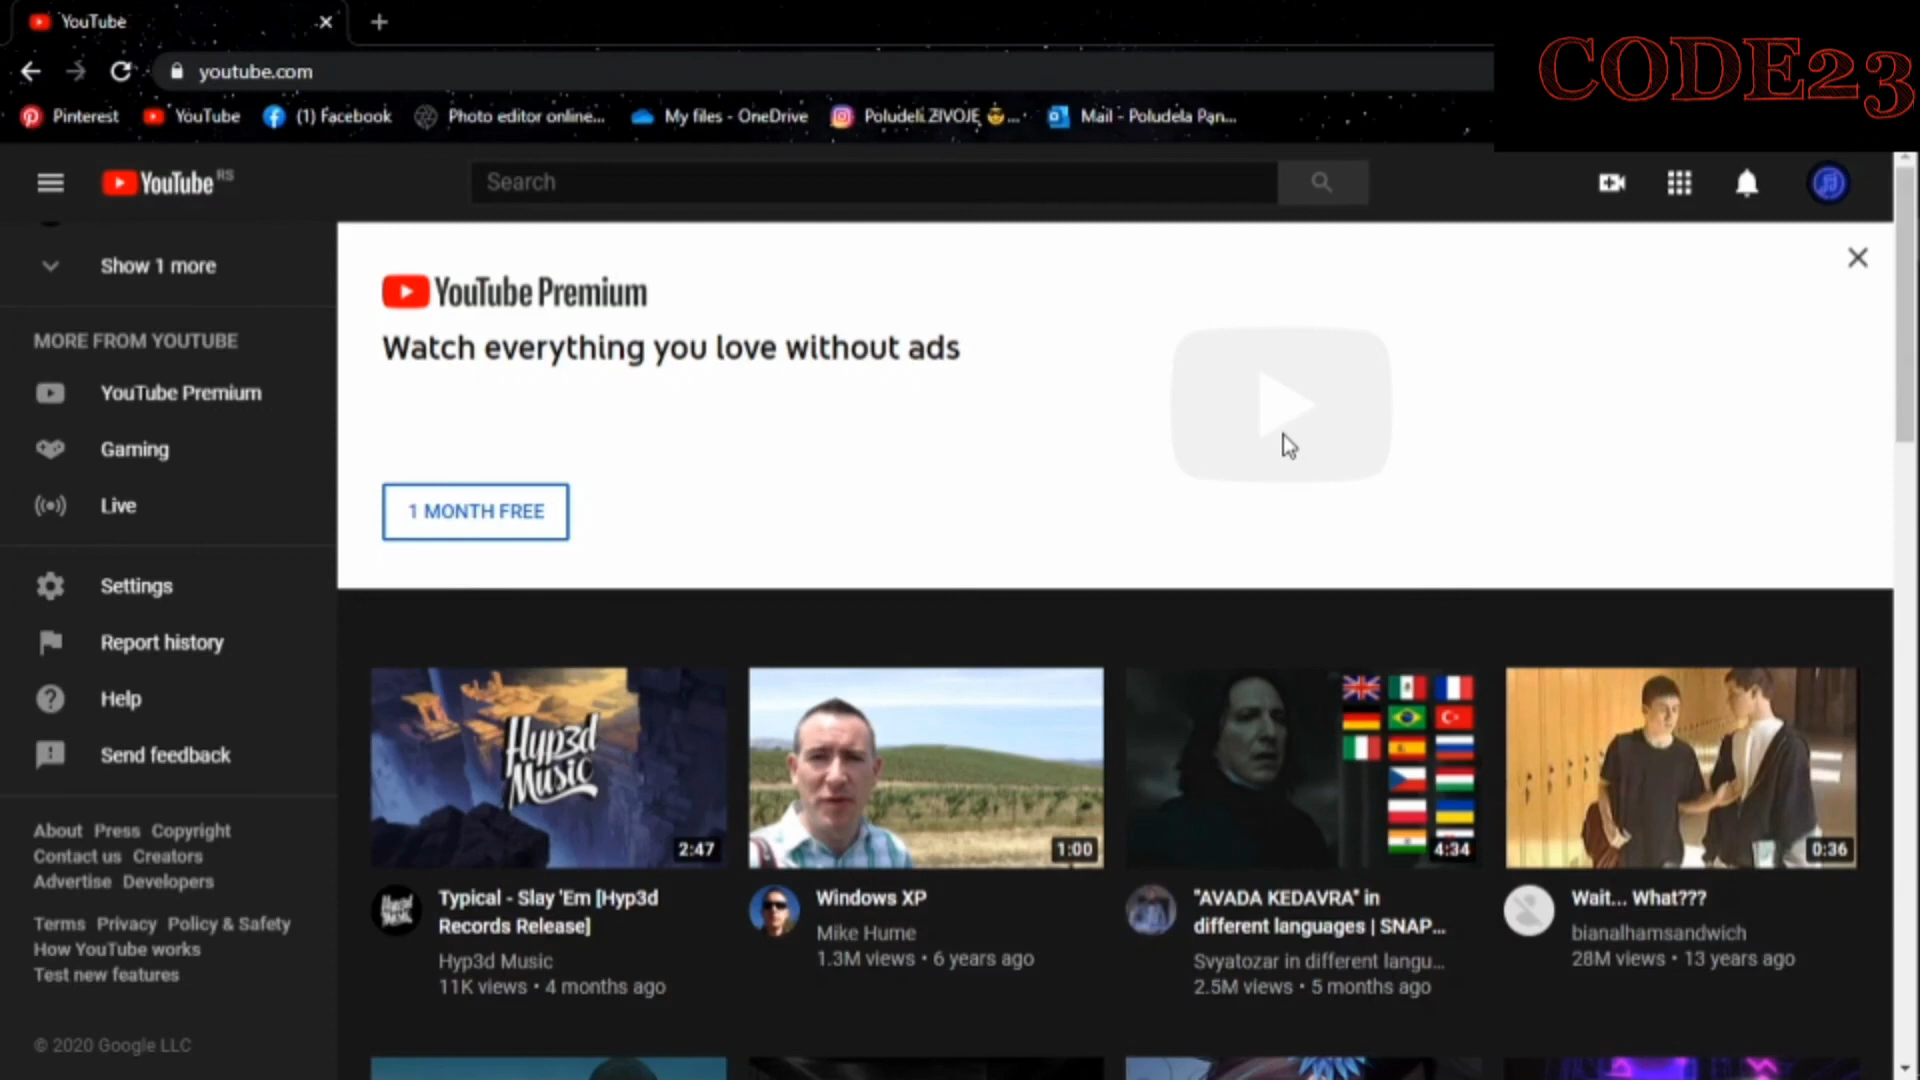 YouTube
CODE23
youtube.com
Pinterest YouTube (1) Facebook Photo editor online... My files - OneDrive Poludeli ZIVOJE 🤠... Mail - Poludela Pan...
YouTube RS
Search
Show 1 more
MORE FROM YOUTUBE
YouTube Premium
Gaming
Live
Settings
Report history
Help
Send feedback
About Press Copyright
Contact us Creators
Advertise Developers
Terms Privacy Policy & Safety
How YouTube works
Test new features
© 2020 Google LLC
YouTube Premium
Watch everything you love without ads
1 MONTH FREE
Hyp3d
Music
2:47
Typical - Slay 'Em [Hyp3d
Records Release]
Hyp3d Music
11K views • 4 months ago
1:00
Windows XP
Mike Hume
1.3M views • 6 years ago
4:34
"AVADA KEDAVRA" in
different languages | SNAP...
Svyatozar in different langu...
2.5M views • 5 months ago
0:36
Wait... What???
bianalhamsandwich
28M views • 13 years ago